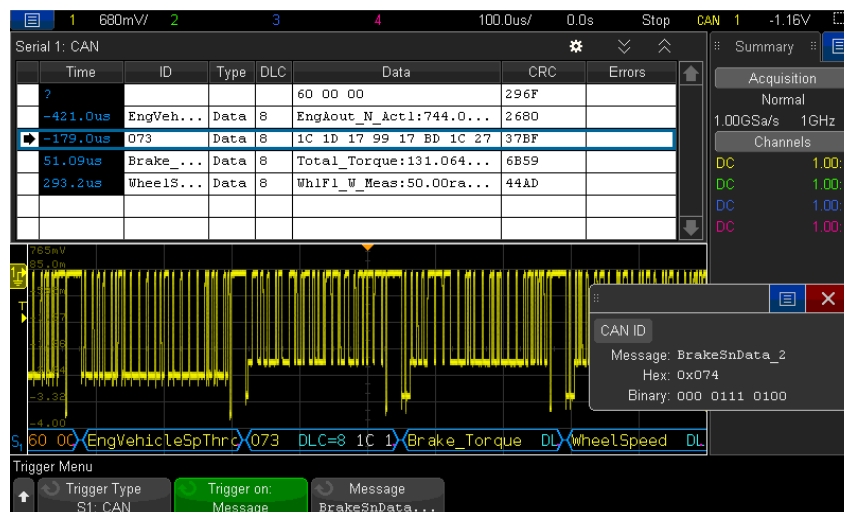 1 680mV/ 2 3 4 100.0us/ 0.0s Stop CAN 1 -1.16V
Serial 1: CAN
Summary
Time ID Type DLC Data CRC Errors
? 60 00 00 296F
-421.0us EngVeh... Data 8 EngAout_N_Actl:744.0... 2680
-179.0us 073 Data 8 1C 1D 17 99 17 BD 1C 27 37BF
51.09us Brake_... Data 8 Total_Torque:131.064... 6B59
293.2us WheelS... Data 8 WhlFl_W_Meas:50.00ra... 44AD
Acquisition
Normal
1.00GSa/s 1GHz
Channels
DC 1.00:
DC 1.00:
DC 1.00:
DC 1.00:
765mV
85.0m
-3.32
-4.00
T
CAN ID
Message: BrakeSnData_2
Hex: 0x074
Binary: 000 0111 0100
S1 60 00 EngVehicleSpThrc 073 DLC=8 1C 1 Brake_Torque DL WheelSpeed DL
Trigger Menu
Trigger Type
S1: CAN
Trigger on:
Message
Message
BrakeSnData...